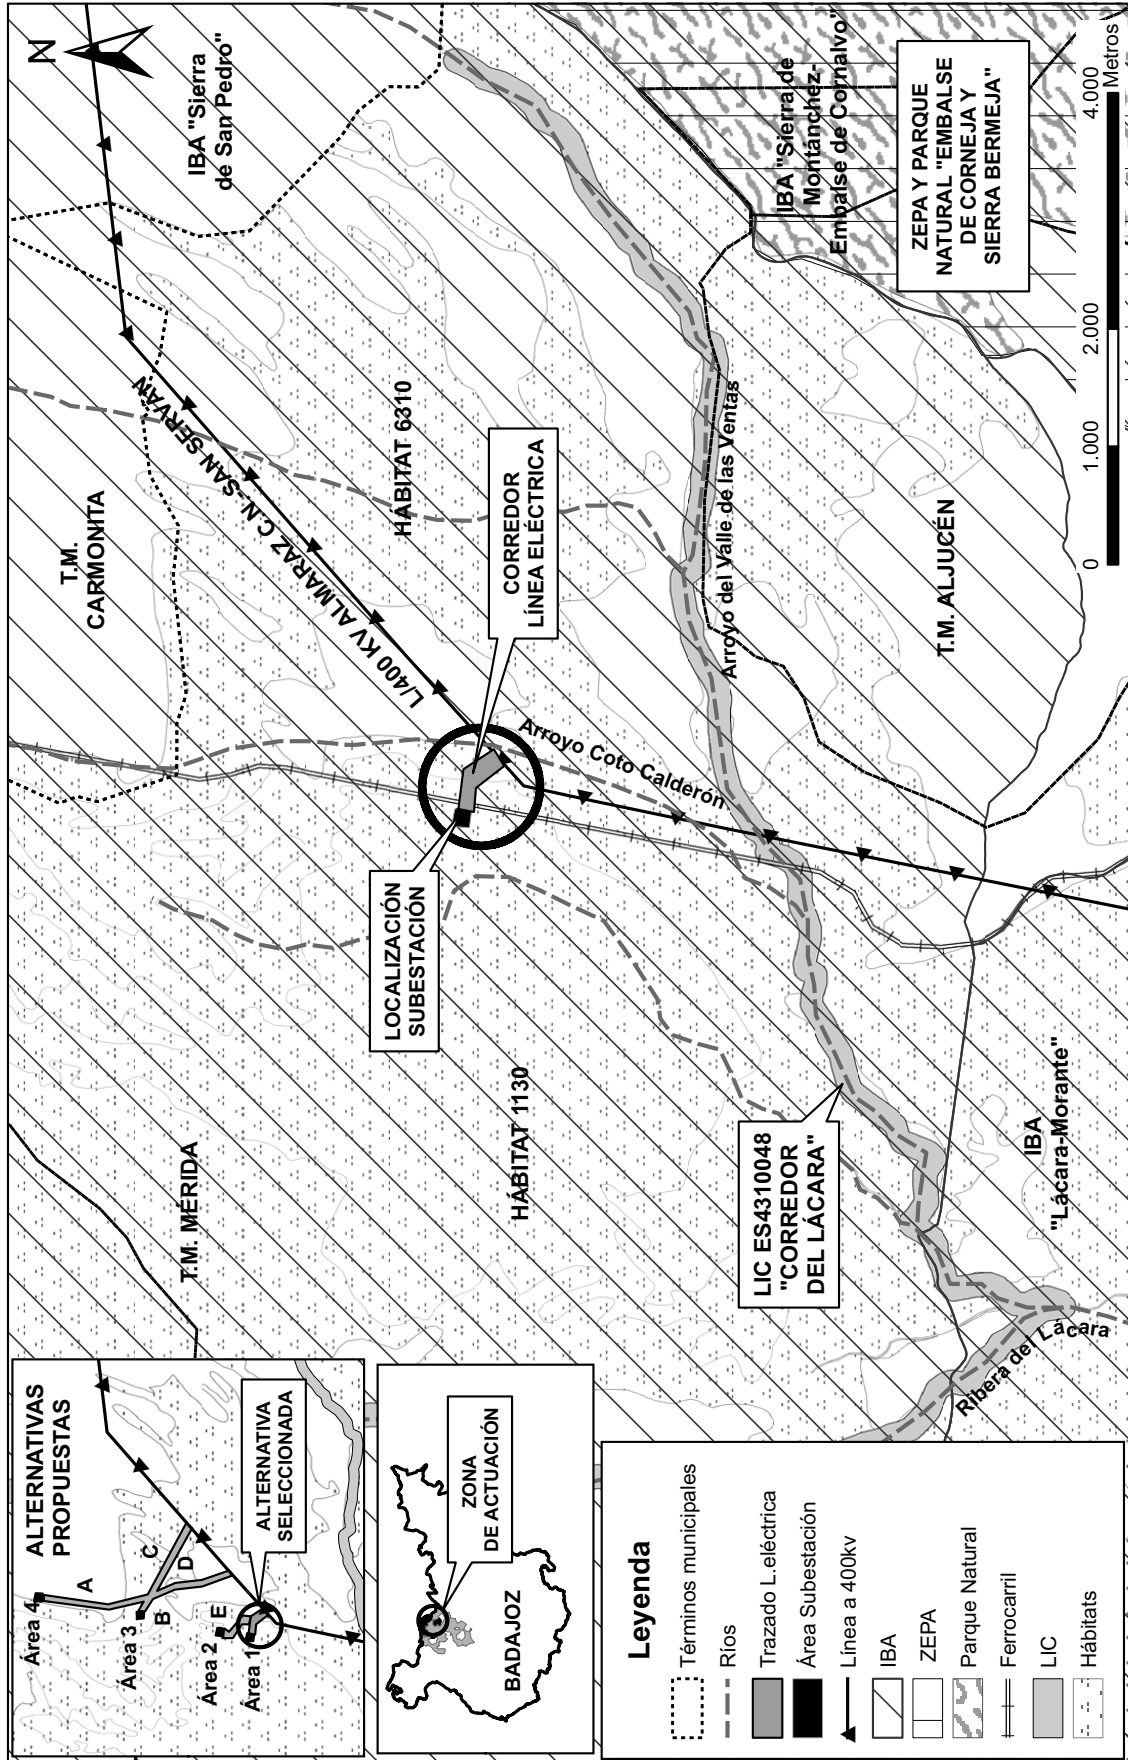 ALTERNATIVAS
PROPUESTAS
Área 4
A
Área 3
C
B
D
Área 2
E
Área 1
ALTERNATIVA
SELECCIONADA
ZONA
DE ACTUACIÓN
BADAJOZ
Leyenda
Términos municipales
Ríos
Trazado L.eléctrica
Área Subestación
Línea a 400kv
IBA
ZEPA
Parque Natural
Ferrocarril
LIC
Hábitats
T.M. MÉRIDA
T.M.
CARMONITA
IBA "Sierra
de San Pedro"
N
L/400 KV ALMARAZ C.N.-SAN SERVÁN
HÁBITAT 6310
CORREDOR
LÍNEA ELÉCTRICA
LOCALIZACIÓN
SUBESTACIÓN
Arroyo Coto Calderón
HÁBITAT 1130
Arroyo del Valle de las Ventas
IBA "Sierra de
Montánchez-
Embalse de Cornalvo"
ZEPA Y PARQUE
NATURAL "EMBALSE
DE CORNEJA Y
SIERRA BERMEJA"
LIC ES4310048
"CORREDOR
DEL LÁCARA"
T.M. ALJUCÉN
IBA
"Lácara-Morante"
Ribera del Lácara
0
1.000
2.000
4.000
Metros